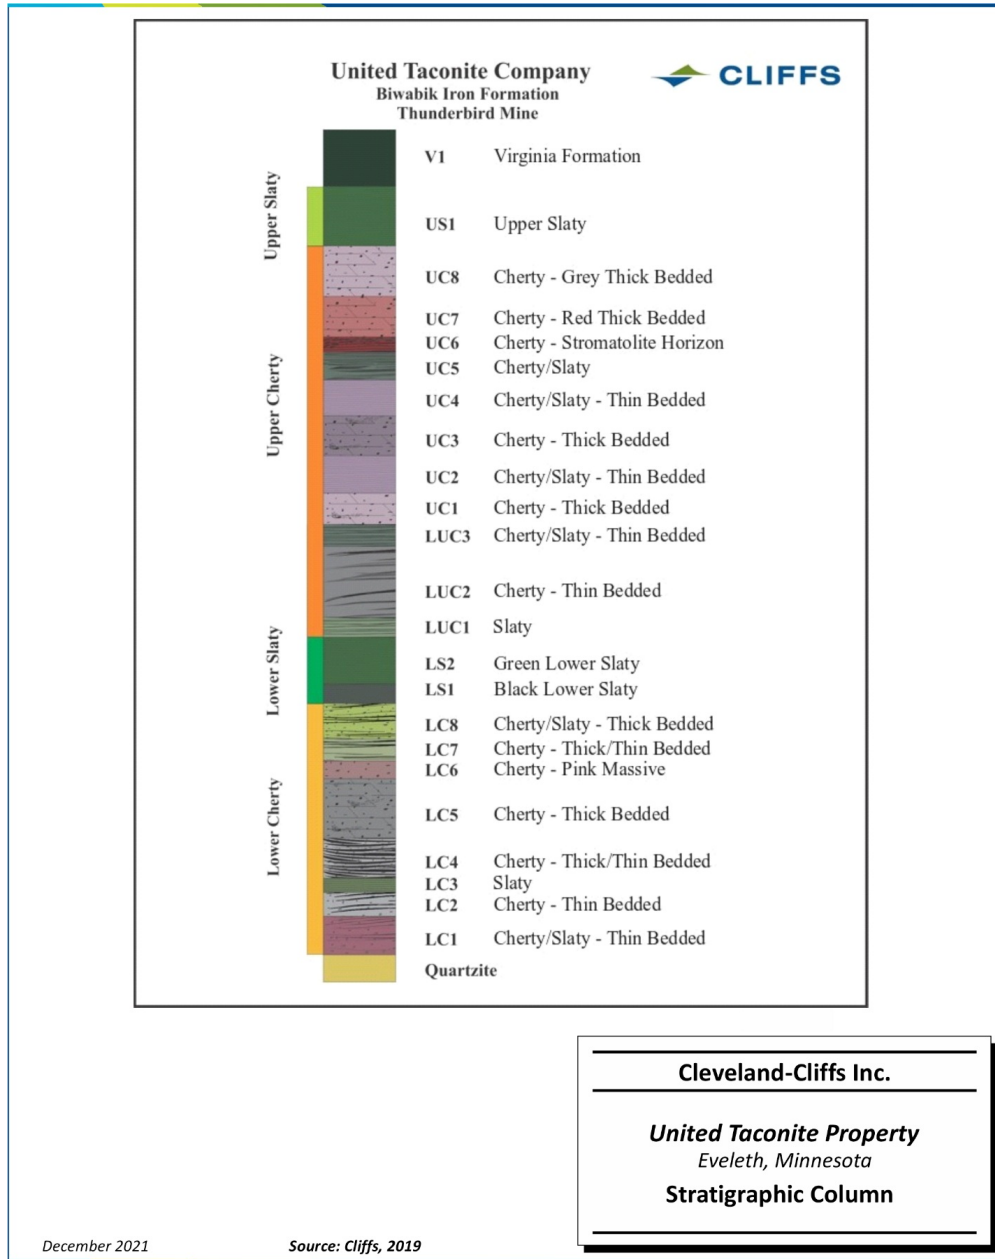 United Taconite Company
Biwabik Iron Formation
Thunderbird Mine
CLIFFS
V1 Virginia Formation
Upper Slaty
US1 Upper Slaty
UC8 Cherty - Grey Thick Bedded
UC7 Cherty - Red Thick Bedded
UC6 Cherty - Stromatolite Horizon
UC5 Cherty/Slaty
Upper Cherty
UC4 Cherty/Slaty - Thin Bedded
UC3 Cherty - Thick Bedded
UC2 Cherty/Slaty - Thin Bedded
UC1 Cherty - Thick Bedded
LUC3 Cherty/Slaty - Thin Bedded
LUC2 Cherty - Thin Bedded
LUC1 Slaty
Lower Slaty
LS2 Green Lower Slaty
LS1 Black Lower Slaty
LC8 Cherty/Slaty - Thick Bedded
LC7 Cherty - Thick/Thin Bedded
LC6 Cherty - Pink Massive
Lower Cherty
LC5 Cherty - Thick Bedded
LC4 Cherty - Thick/Thin Bedded
LC3 Slaty
LC2 Cherty - Thin Bedded
LC1 Cherty/Slaty - Thin Bedded
Quartzite
Cleveland-Cliffs Inc.
United Taconite Property
Eveleth, Minnesota
Stratigraphic Column
December 2021
Source: Cliffs, 2019